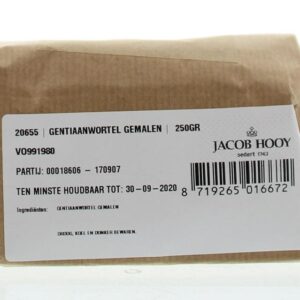 20655 | GENTIAANWORTEL GEMALEN | 250GR
VO991980
JACOB HOOY
sedert 1743
PARTIJ: 00018606 - 170907
TEN MINSTE HOUDBAAR TOT: 30-09-2020
8 719265 016672
Ingrediënten: GENTIAANWORTEL GEMALEN
DROOG, KOEL EN DONKER BEWAREN.